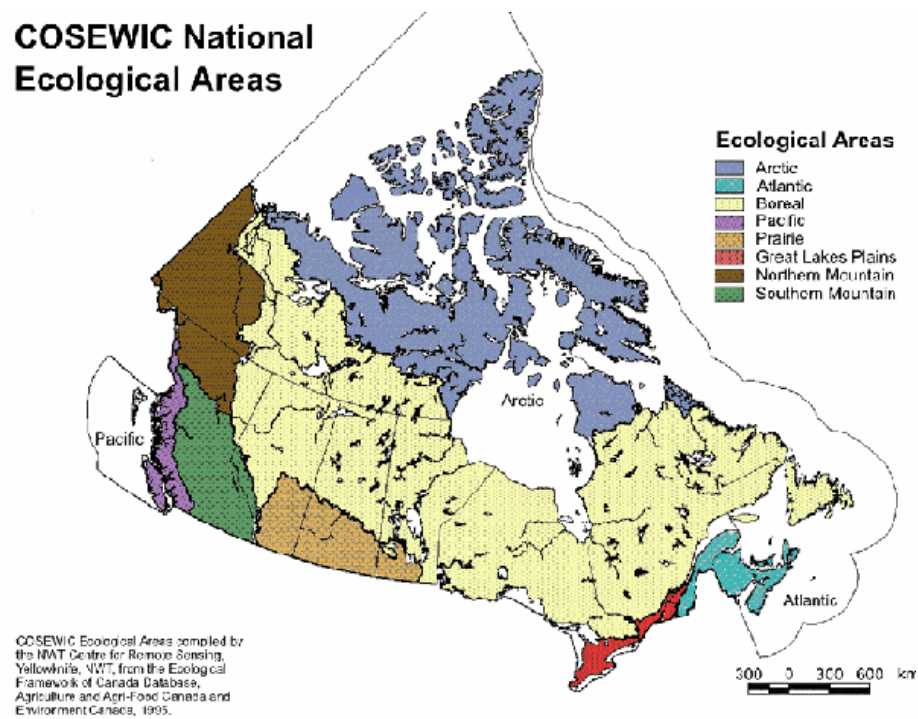 COSEWIC National
Ecological Areas
Ecological Areas
Arctic
Atlantic
Boreal
Pacific
Prairie
Great Lakes Plains
Northern Mountain
Southern Mountain
Arctic
Pacific
Atlantic
COSEWIC Ecological Areas compiled by
the NWT Centre for Remote Sensing,
Yellowknife, NWT, from the Ecological
Framework of Canada Database,
Agriculture and Agri-Food Canada and
Environment Canada, 1995.
300 0 300 600 km